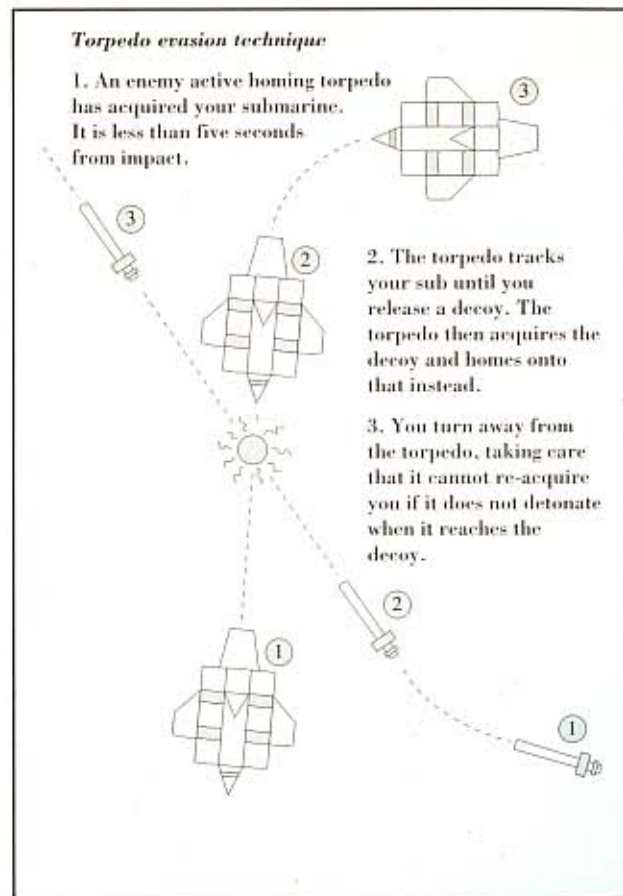 Torpedo evasion technique
1. An enemy active homing torpedo
has acquired your submarine.
It is less than five seconds
from impact.
3
3
2
2. The torpedo tracks
your sub until you
release a decoy. The
torpedo then acquires the
decoy and homes onto
that instead.
3. You turn away from
the torpedo, taking care
that it cannot re-acquire
you if it does not detonate
when it reaches the
decoy.
2
1
1